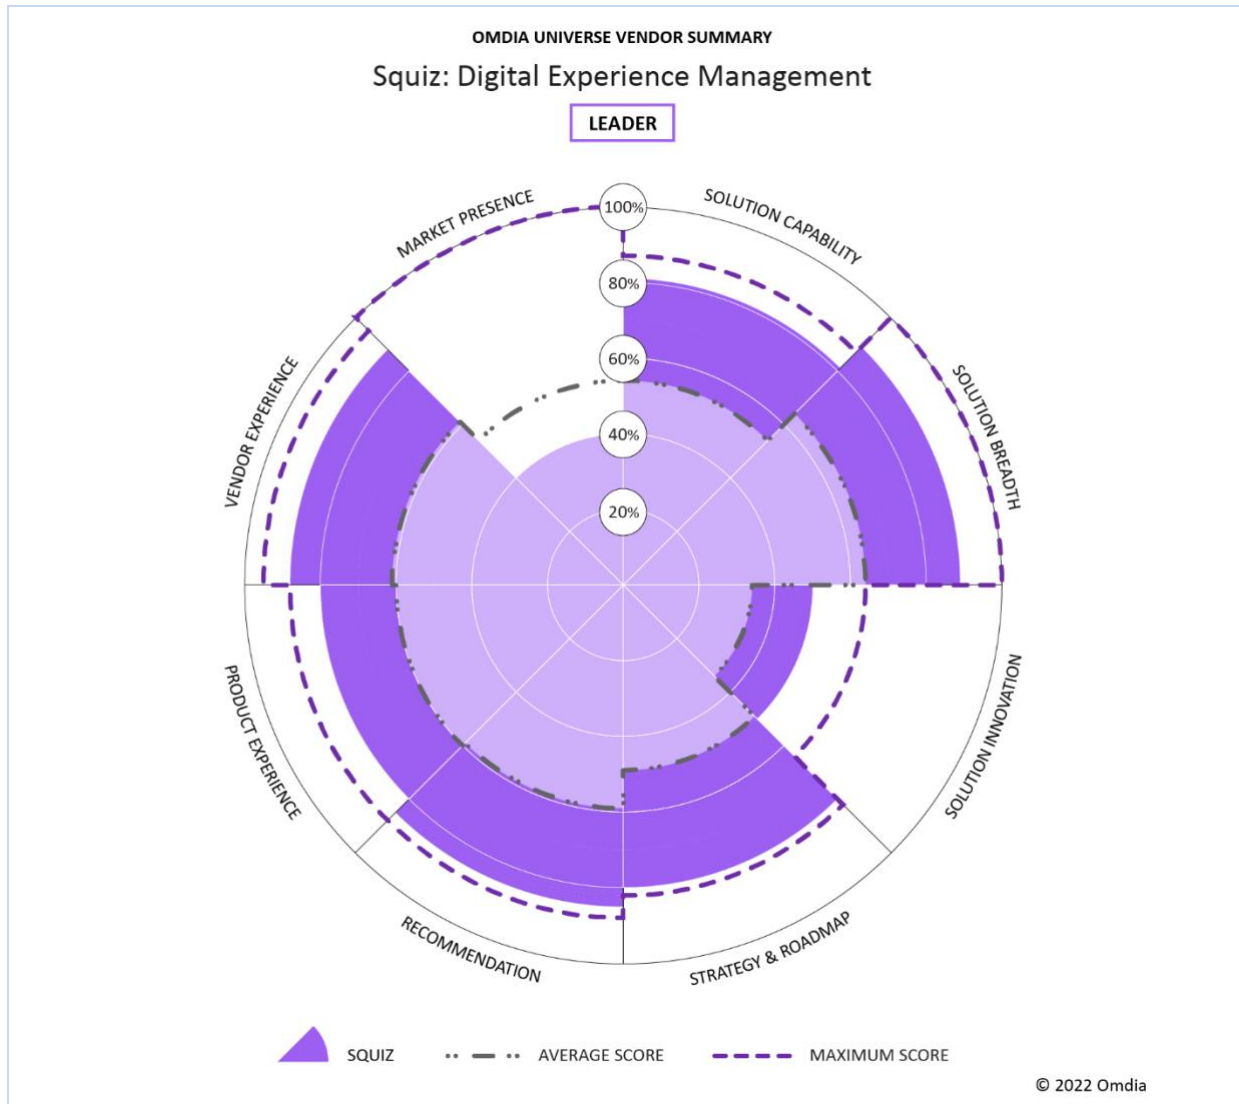 OMDIA UNIVERSE VENDOR SUMMARY
Squiz: Digital Experience Management
LEADER
MARKET PRESENCE
SOLUTION CAPABILITY
SOLUTION BREADTH
SOLUTION INNOVATION
STRATEGY & ROADMAP
RECOMMENDATION
PRODUCT EXPERIENCE
VENDOR EXPERIENCE
100%
80%
60%
40%
20%
SQUIZ
AVERAGE SCORE
MAXIMUM SCORE
© 2022 Omdia